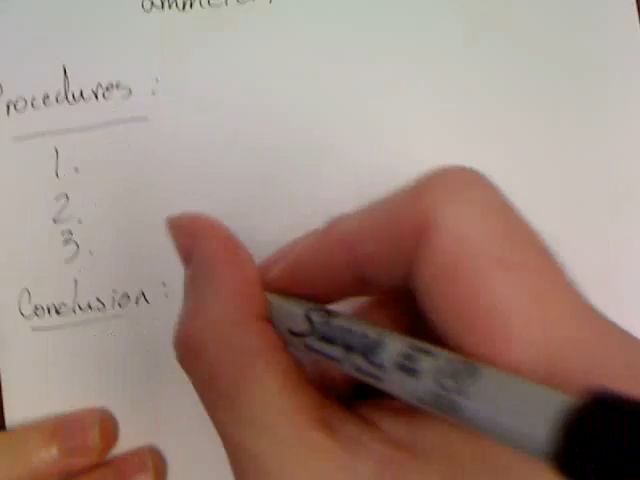 Procedures :
1.
2.
3.
Conclusion :